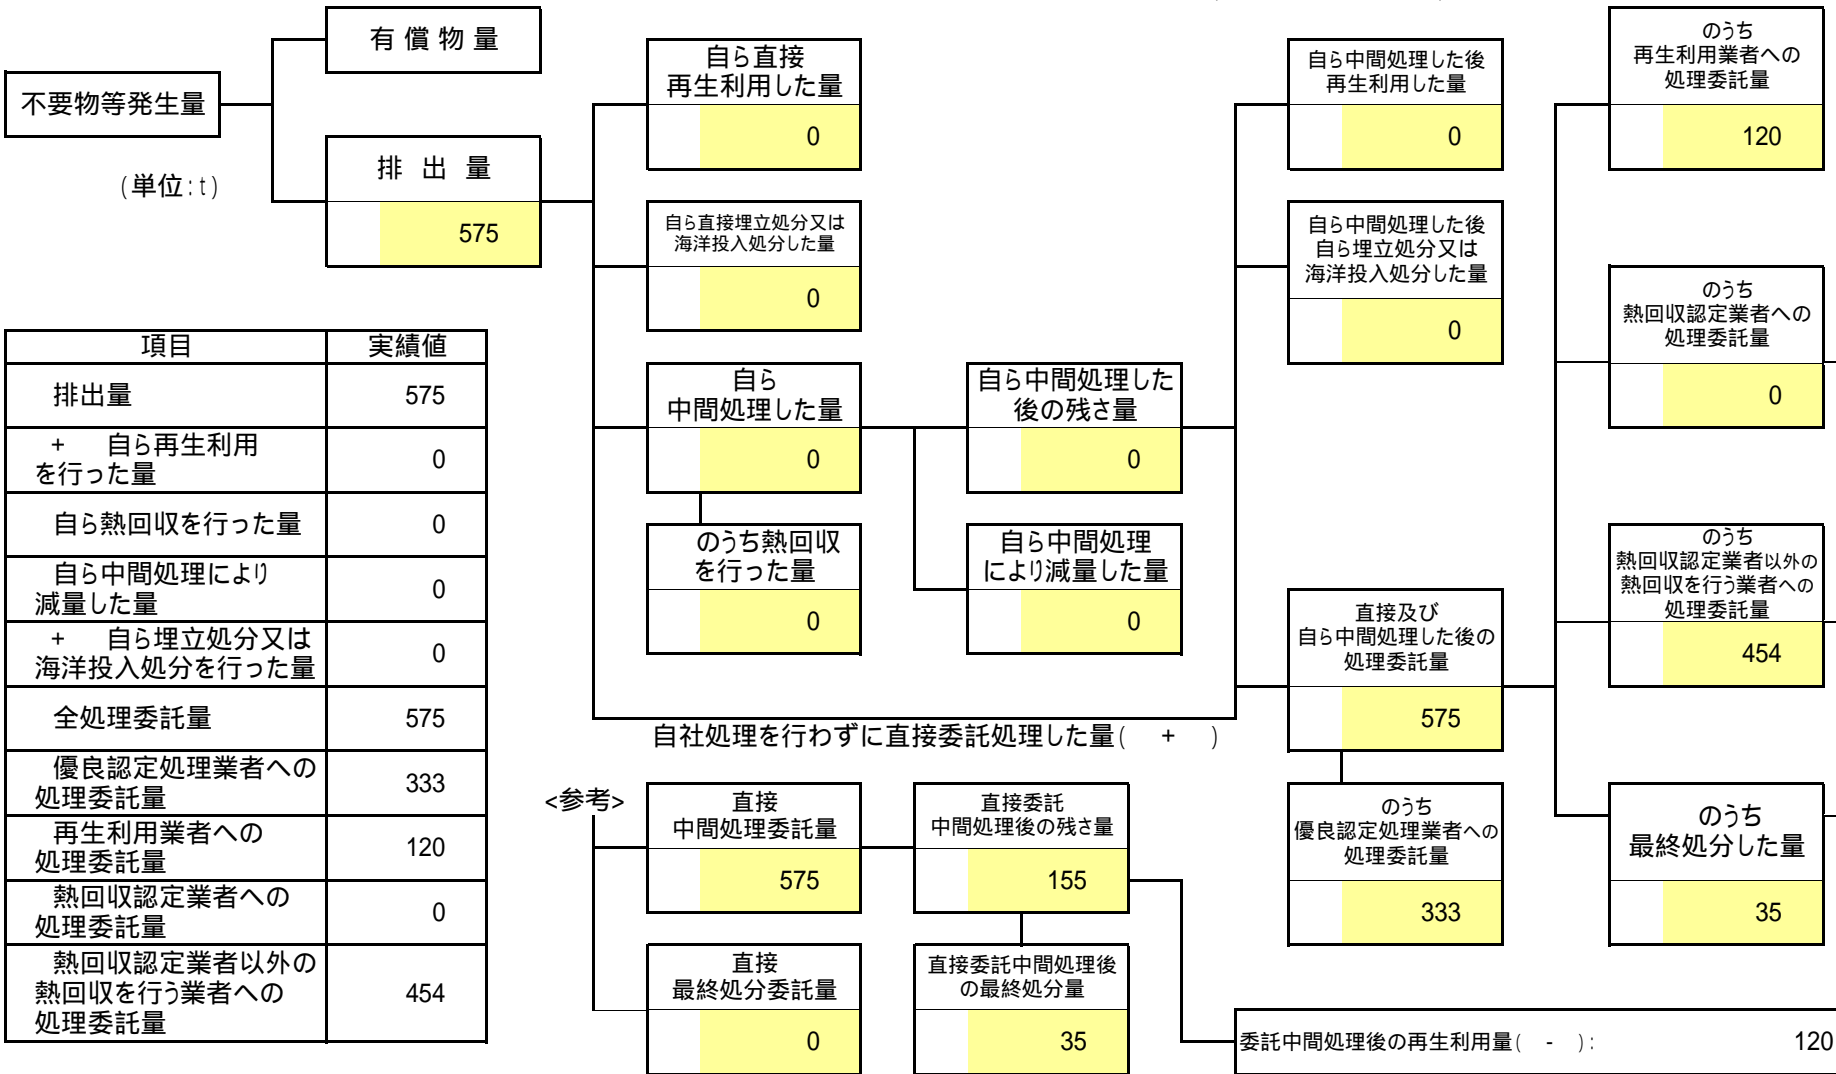 不要物等発生量
(単位:t)
有償物量
排 出 量
575
自ら直接
再生利用した量
0
自ら直接埋立処分又は
海洋投入処分した量
0
自ら
中間処理した量
0
のうち熱回収
を行った量
0
自ら中間処理した
後の残さ量
0
自ら中間処理
により減量した量
0
自ら中間処理した後
再生利用した量
0
自ら中間処理した後
自ら埋立処分又は
海洋投入処分した量
0
直接及び
自ら中間処理した後の
処理委託量
575
のうち
優良認定処理業者への
処理委託量
333
のうち
再生利用業者への
処理委託量
120
のうち
熱回収認定業者への
処理委託量
0
のうち
熱回収認定業者以外の
熱回収を行う業者への
処理委託量
454
のうち
最終処分した量
35
自社処理を行わずに直接委託処理した量( + )
項目 実績値
排出量 575
+ 自ら再生利用
を行った量 0
自ら熱回収を行った量 0
自ら中間処理により
減量した量 0
+ 自ら埋立処分又は
海洋投入処分を行った量 0
全処理委託量 575
優良認定処理業者への
処理委託量 333
再生利用業者への
処理委託量 120
熱回収認定業者への
処理委託量 0
熱回収認定業者以外の
熱回収を行う業者への
処理委託量 454
<参考>
直接
中間処理委託量
575
直接
最終処分委託量
0
直接委託
中間処理後の残さ量
155
直接委託中間処理後
の最終処分量
35
委託中間処理後の再生利用量( - ): 120